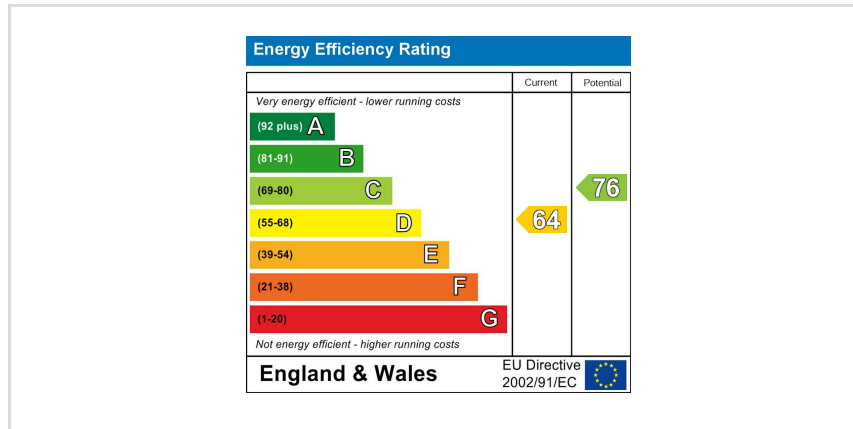 Energy Efficiency Rating
Current Potential
Very energy efficient - lower running costs
(92 plus) A
(81-91) B
(69-80) C
76
(55-68) D
64
(39-54) E
(21-38) F
(1-20) G
Not energy efficient - higher running costs
England & Wales
EU Directive
2002/91/EC